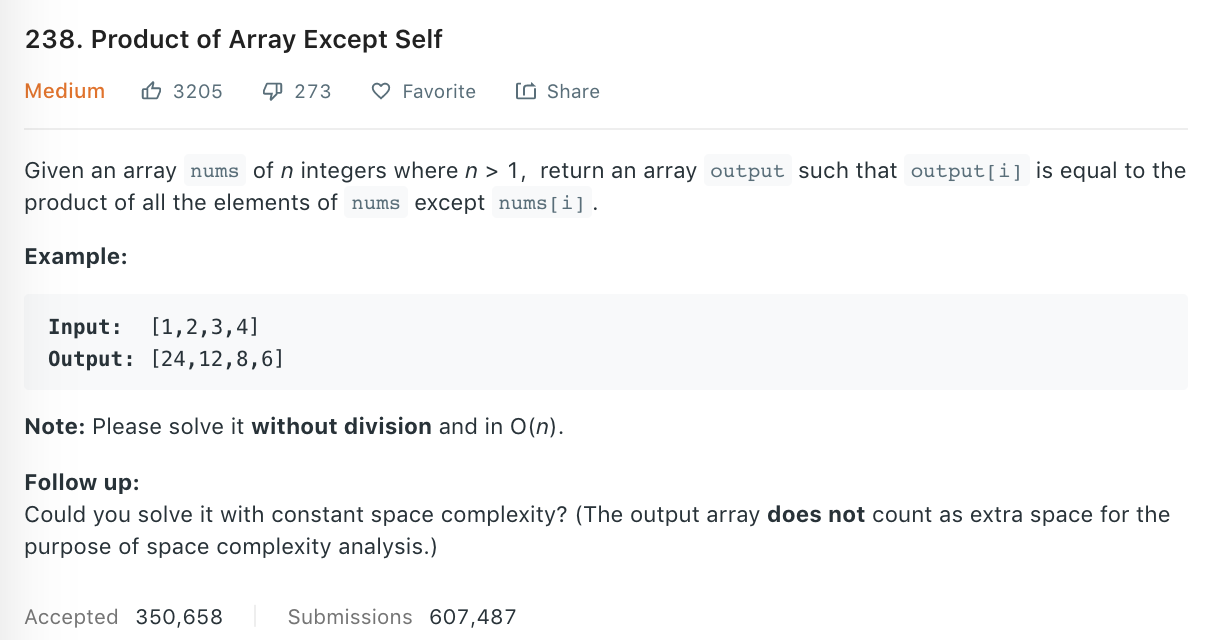 238. Product of Array Except Self
Medium 3205 273 Favorite Share
Given an array nums of n integers where n > 1, return an array output such that output[i] is equal to the
product of all the elements of nums except nums[i].
Example:
Input: [1,2,3,4]
Output: [24,12,8,6]
Note: Please solve it without division and in O(n).
Follow up:
Could you solve it with constant space complexity? (The output array does not count as extra space for the
purpose of space complexity analysis.)
Accepted 350,658 Submissions 607,487